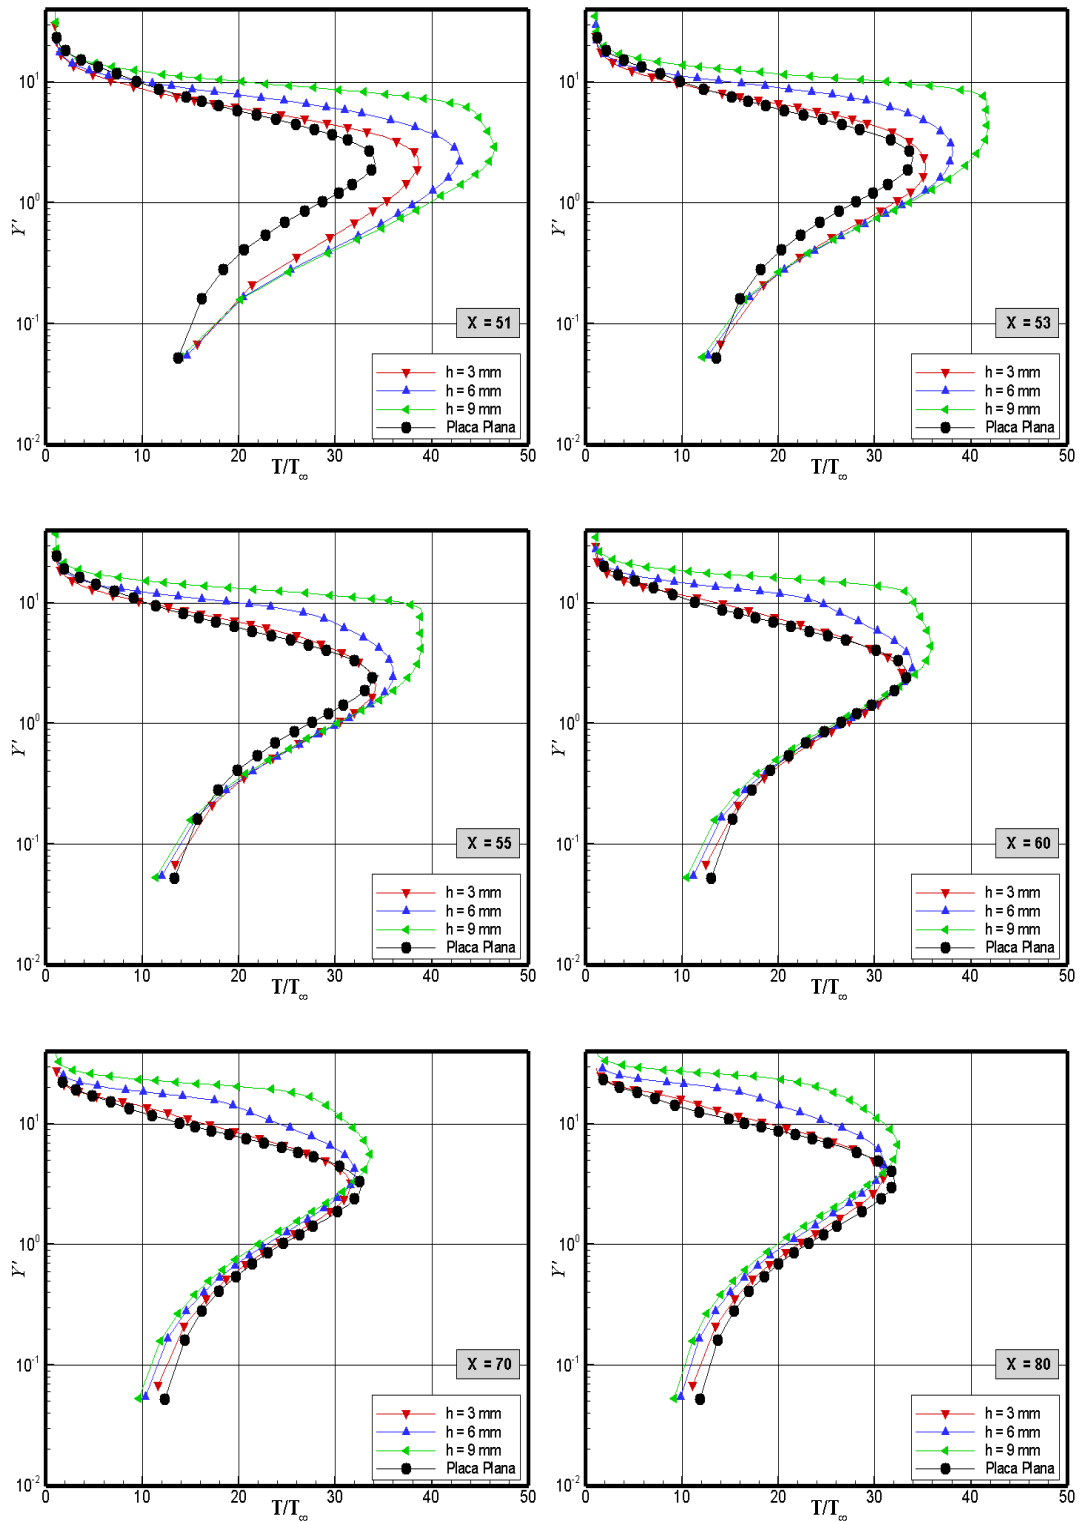 10¹
10⁰
10⁻¹
10⁻²
Y'
X = 51
h = 3 mm
h = 6 mm
h = 9 mm
Placa Plana
0 10 20 30 40 50
T/T∞
10¹
10⁰
10⁻¹
10⁻²
Y'
X = 53
h = 3 mm
h = 6 mm
h = 9 mm
Placa Plana
0 10 20 30 40 50
T/T∞
10¹
10⁰
10⁻¹
10⁻²
Y'
X = 55
h = 3 mm
h = 6 mm
h = 9 mm
Placa Plana
0 10 20 30 40 50
T/T∞
10¹
10⁰
10⁻¹
10⁻²
Y'
X = 60
h = 3 mm
h = 6 mm
h = 9 mm
Placa Plana
0 10 20 30 40 50
T/T∞
10¹
10⁰
10⁻¹
10⁻²
Y'
X = 70
h = 3 mm
h = 6 mm
h = 9 mm
Placa Plana
0 10 20 30 40 50
T/T∞
10¹
10⁰
10⁻¹
10⁻²
Y'
X = 80
h = 3 mm
h = 6 mm
h = 9 mm
Placa Plana
0 10 20 30 40 50
T/T∞